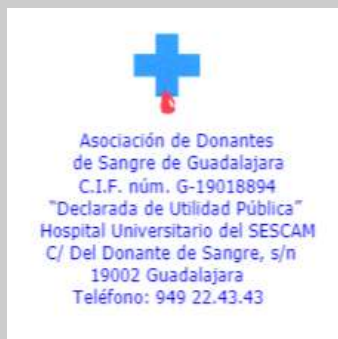 Asociación de Donantes
de Sangre de Guadalajara
C.I.F. núm. G-19018894
"Declarada de Utilidad Pública"
Hospital Universitario del SESCAM
C/ Del Donante de Sangre, s/n
19002 Guadalajara
Teléfono: 949 22.43.43